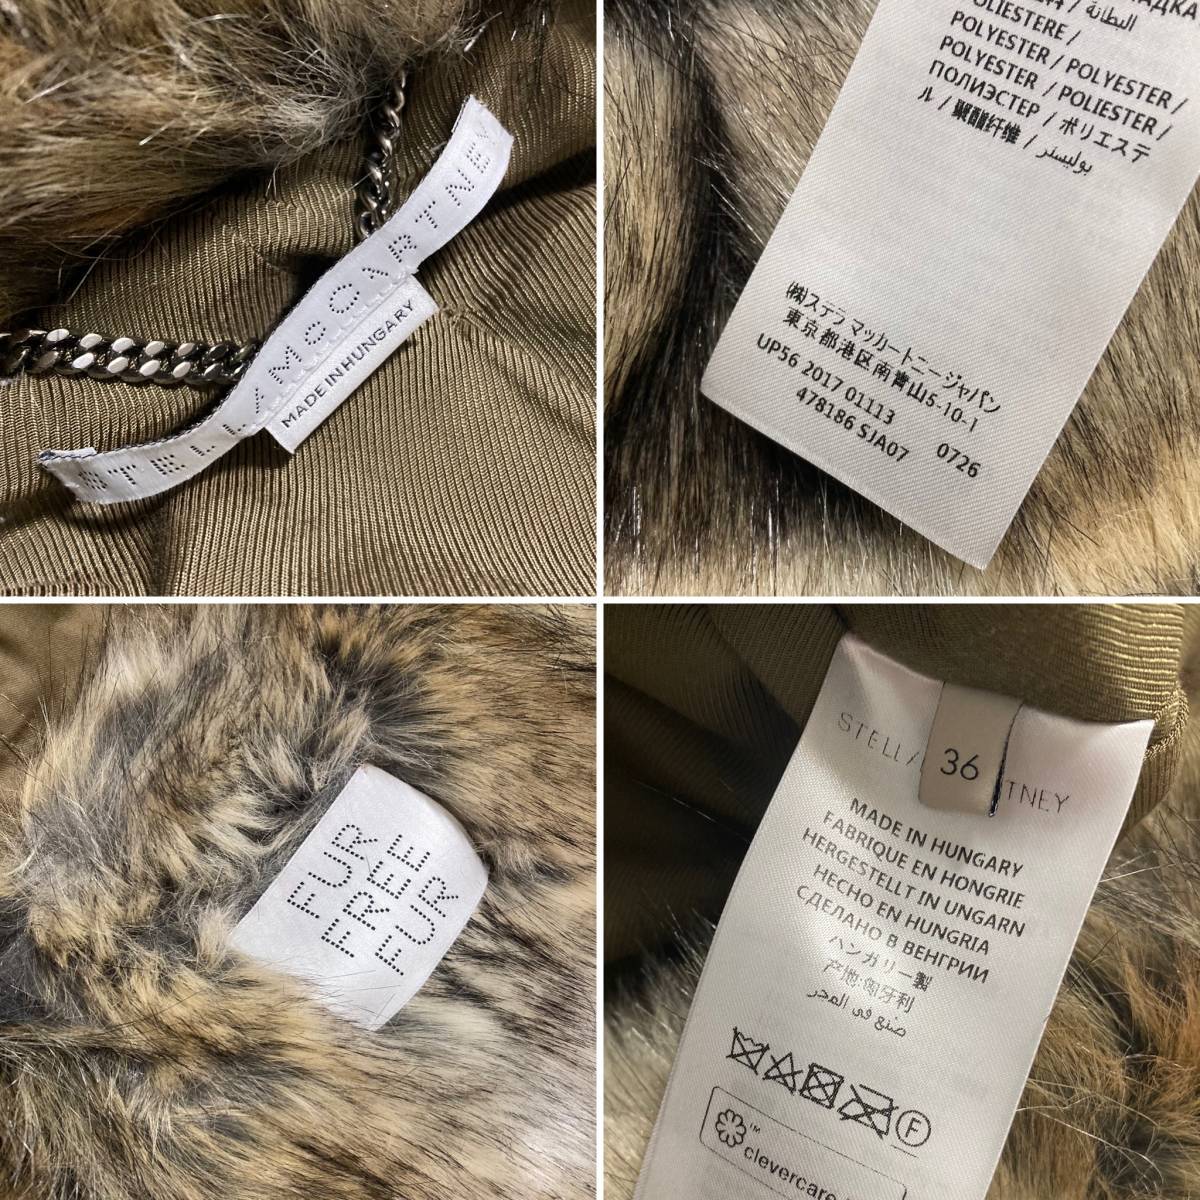 STELLA McCARTNEY
MADE IN HUNGARY
البطانة /
POLIESTERE /
POLYESTER / POLYESTER /
POLYESTER / POLIESTER /
ПОЛИЭСТЕР / ポリエステ
ル / 聚酯纤维 / بوليستر
(株)ステラ マッカートニージャパン
東京都港区南青山5-10-1
UP56 2017 01113
478186 SJA07 0726
FUR
FREE
FUR
STELL
TNEY
36
MADE IN HUNGARY
FABRIQUE EN HONGRIE
HERGESTELLT IN UNGARN
HECHO EN HUNGRIA
СДЕЛАНО В ВЕНГРИИ
ハンガリー製
产地:匈牙利
صنع في المجر
F
clevercare